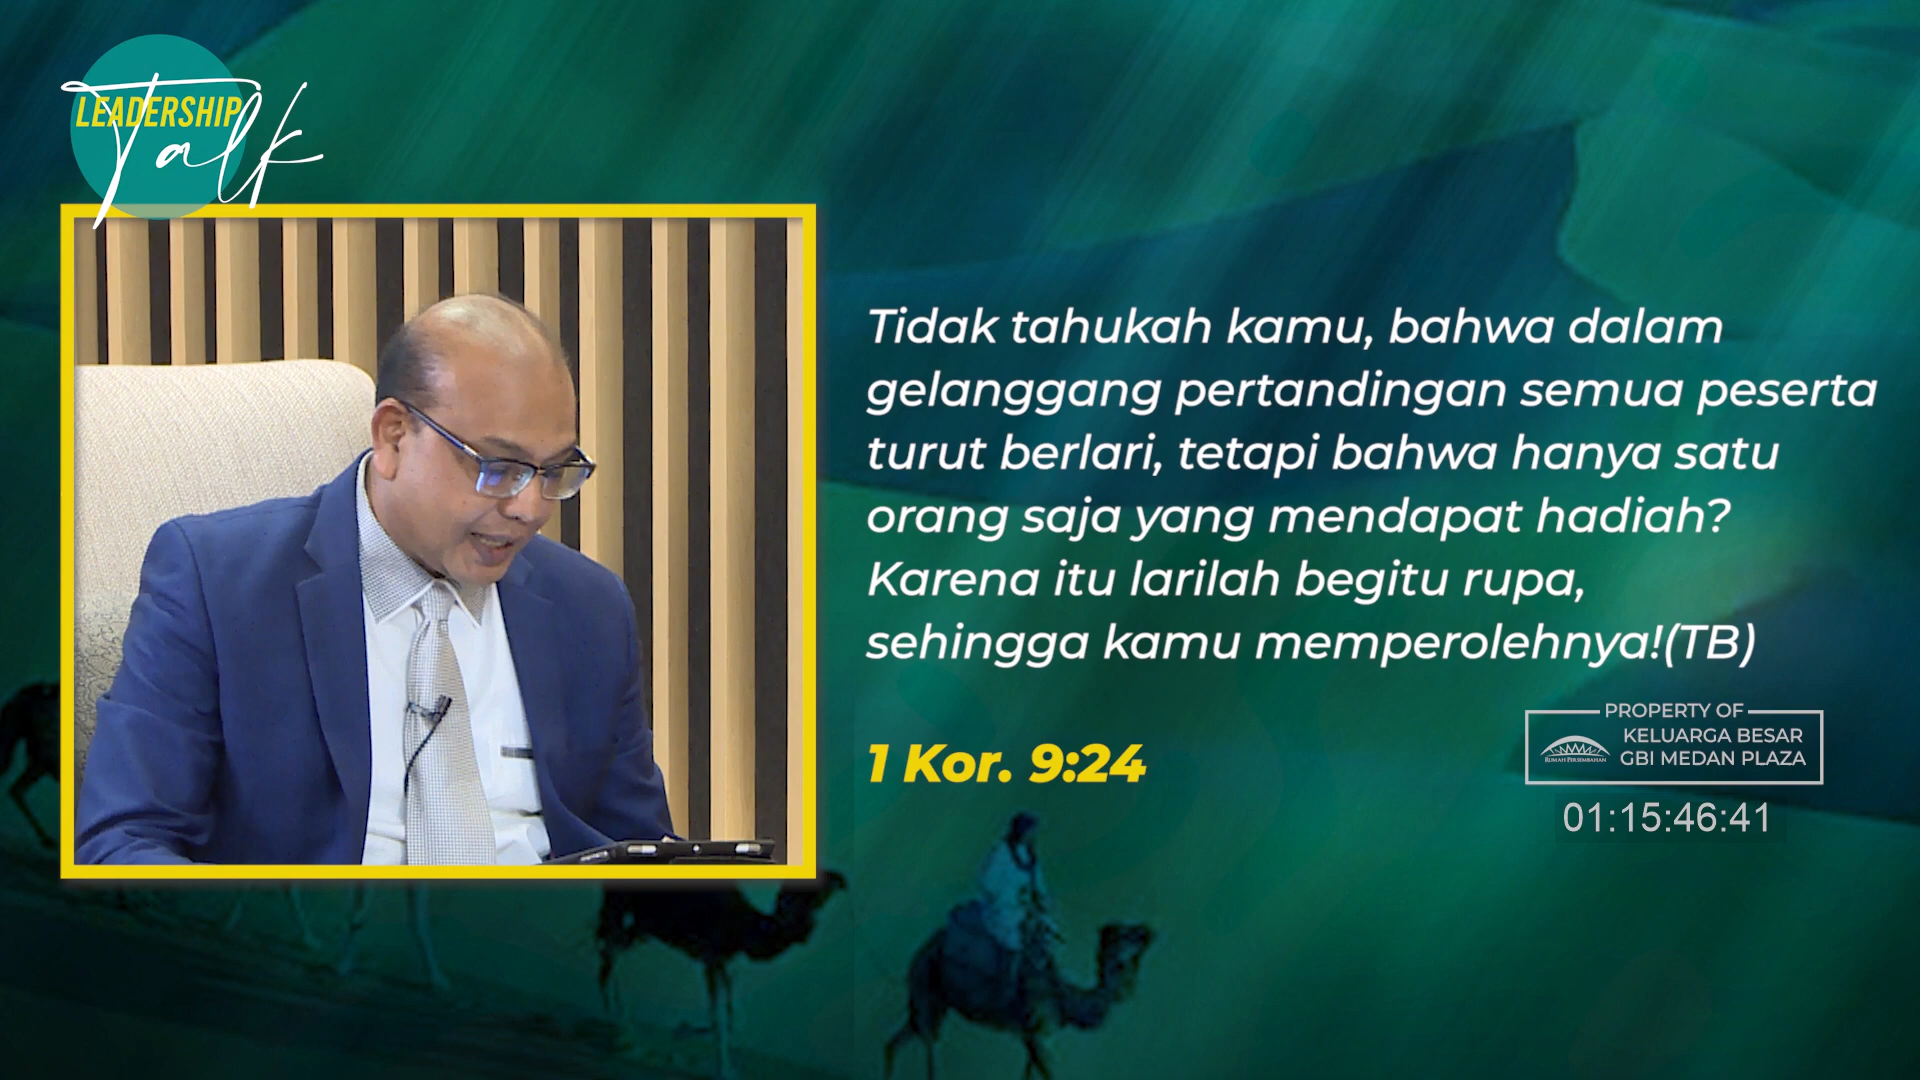 LEADERSHIP
Talk
Tidak tahukah kamu, bahwa dalam
gelanggang pertandingan semua peserta
turut berlari, tetapi bahwa hanya satu
orang saja yang mendapat hadiah?
Karena itu larilah begitu rupa,
sehingga kamu memperolehnya!(TB)
1 Kor. 9:24
PROPERTY OF
KELUARGA BESAR
GBI MEDAN PLAZA
RUMAH PERSEMBAHAN
01:15:46:41